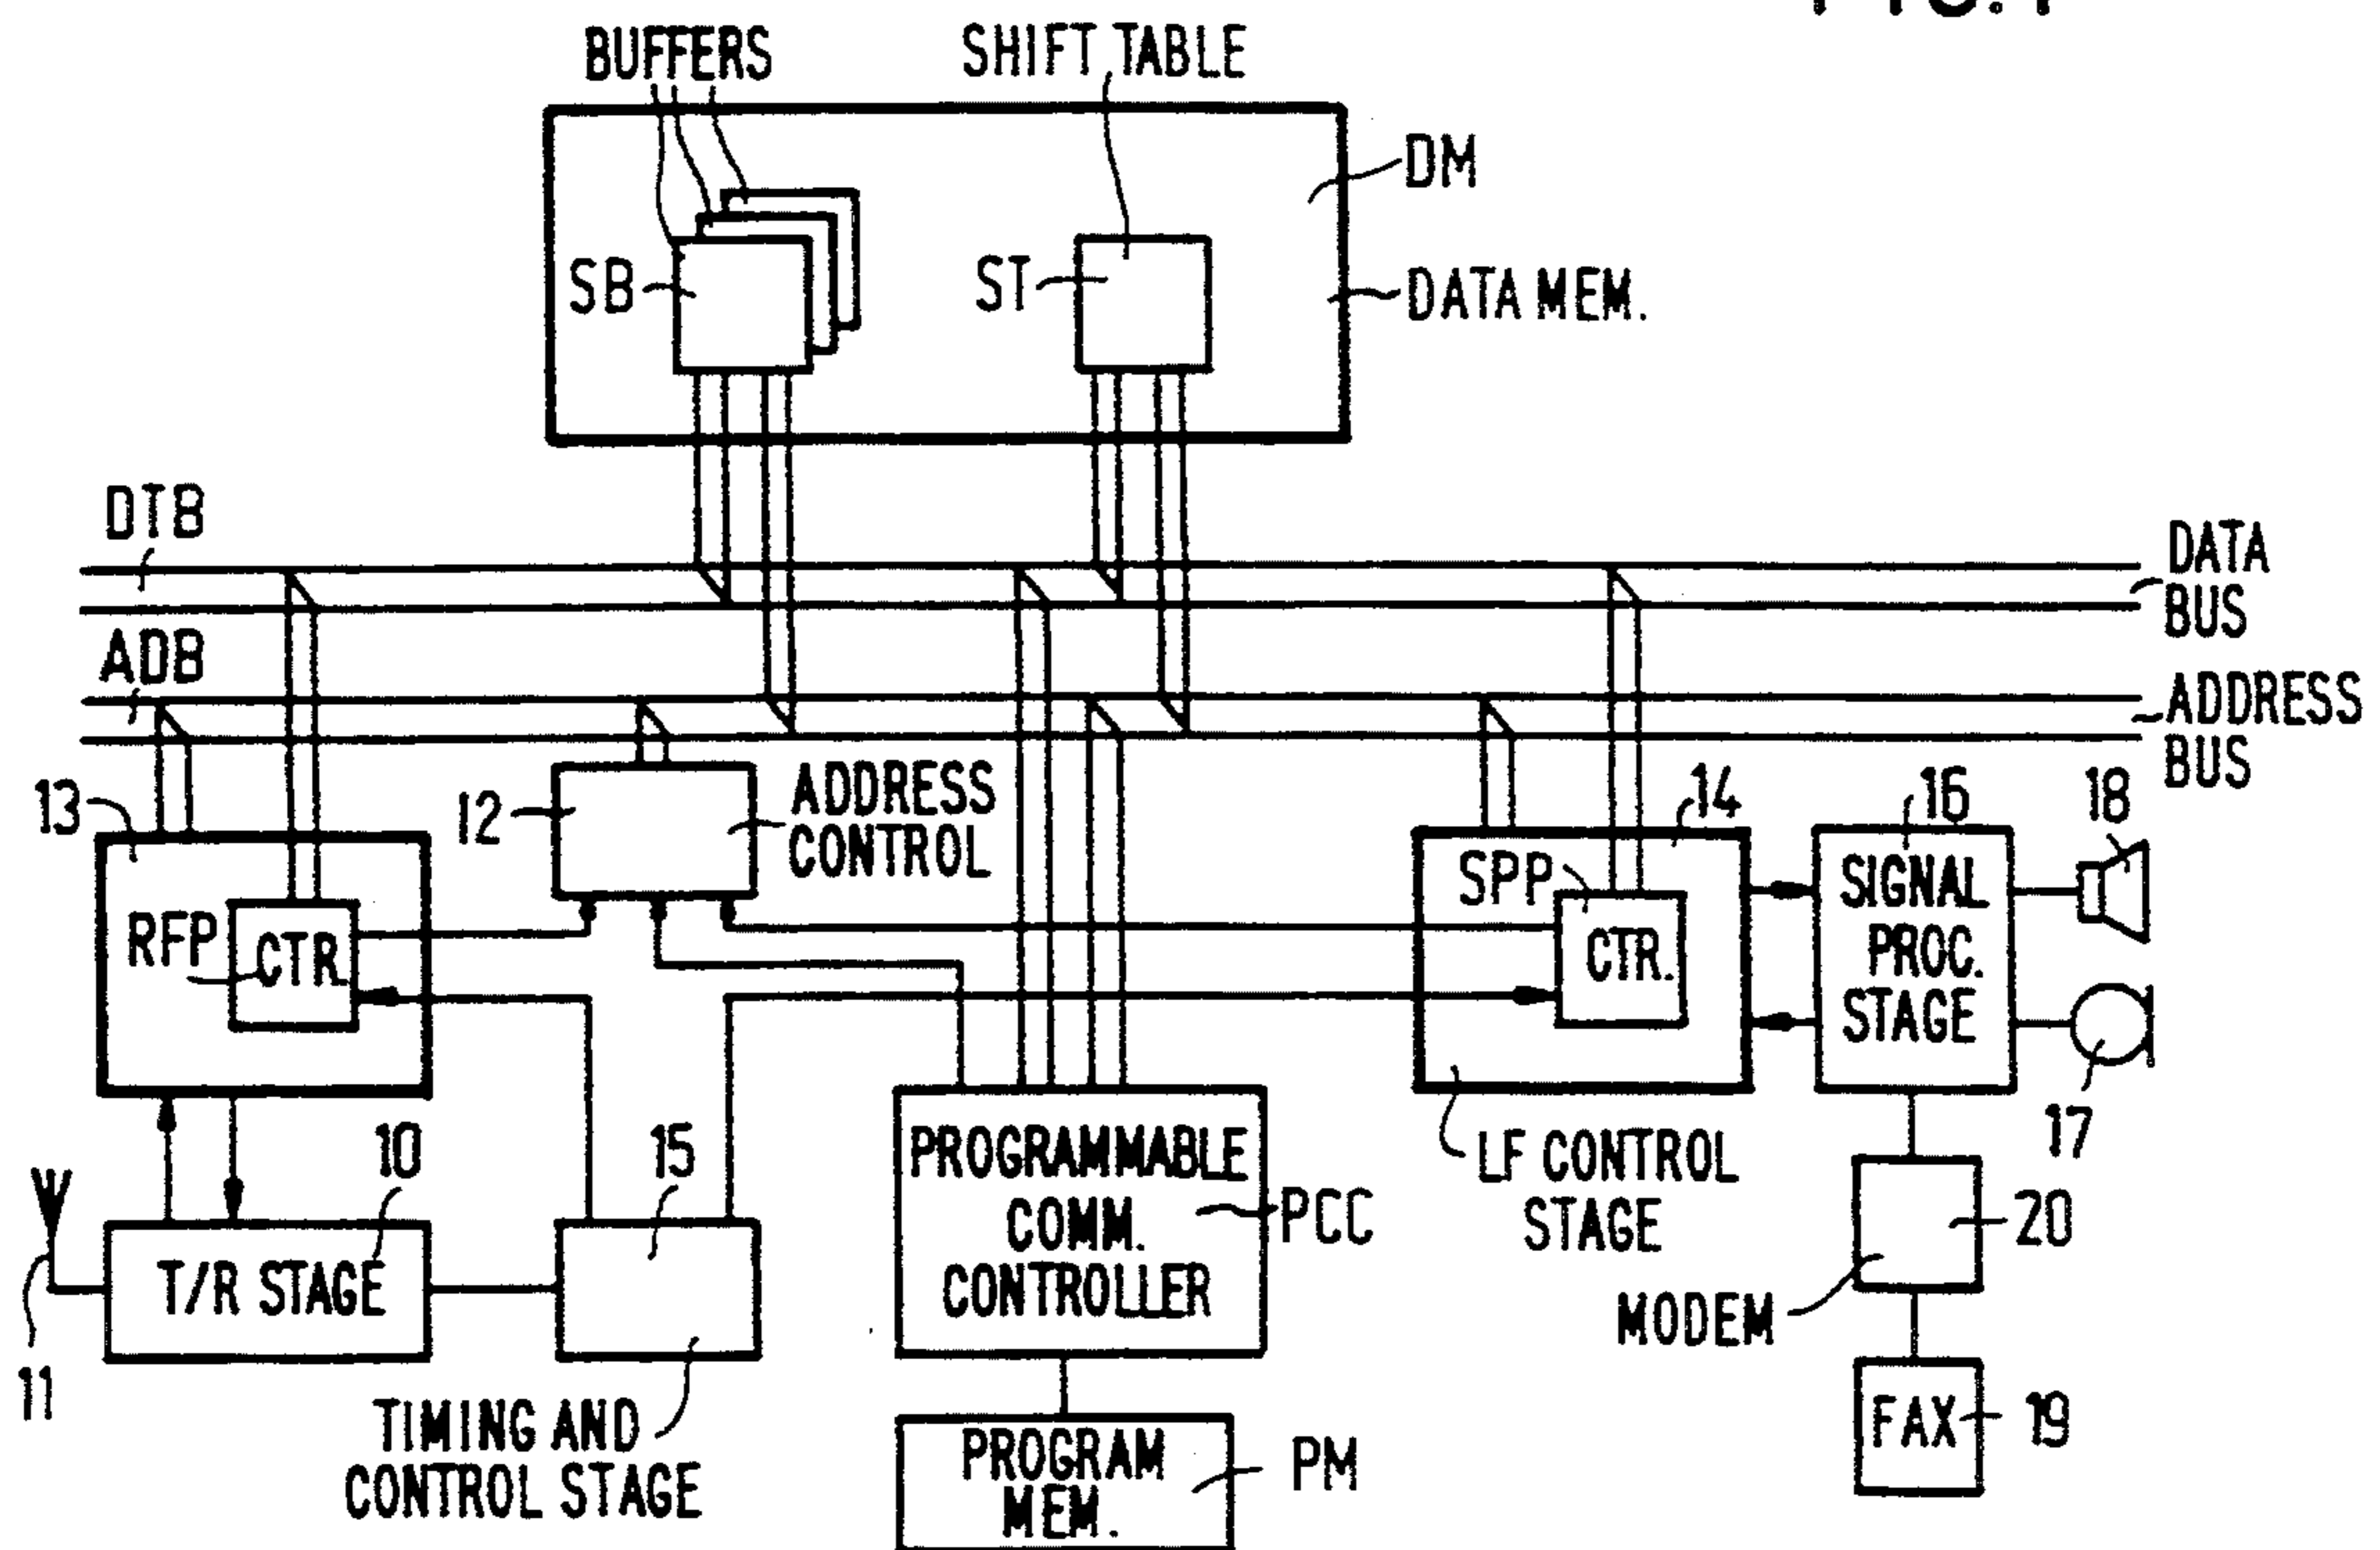 BUFFERS
SHIFT TABLE
DM
SB
ST
DATA MEM.
DTB
DATA
BUS
ADB
ADDRESS
BUS
13
12
ADDRESS
CONTROL
14
16
18
RFP
CTR.
SPP
CTR.
SIGNAL
PROC.
STAGE
17
10
15
PROGRAMMABLE
COMM.
CONTROLLER
PCC
LF CONTROL
STAGE
20
T/R STAGE
MODEM
11
TIMING AND
CONTROL STAGE
PROGRAM
MEM.
PM
FAX
19